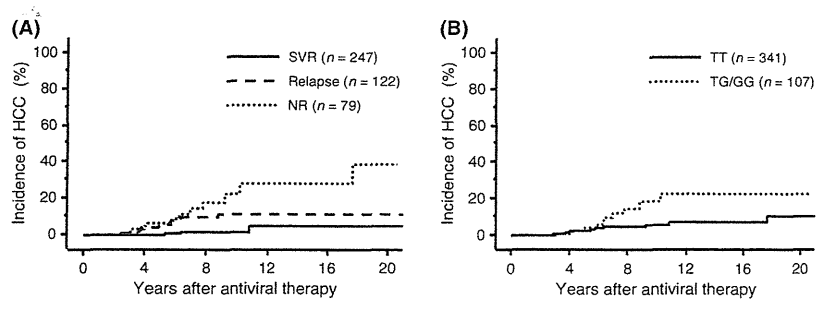 (A)
Incidence of HCC (%)
100
80
60
40
20
0
SVR (n = 247)
Relapse (n = 122)
NR (n = 79)
0 4 8 12 16 20
Years after antiviral therapy
(B)
Incidence of HCC (%)
100
80
60
40
20
0
TT (n = 341)
TG/GG (n = 107)
0 4 8 12 16 20
Years after antiviral therapy